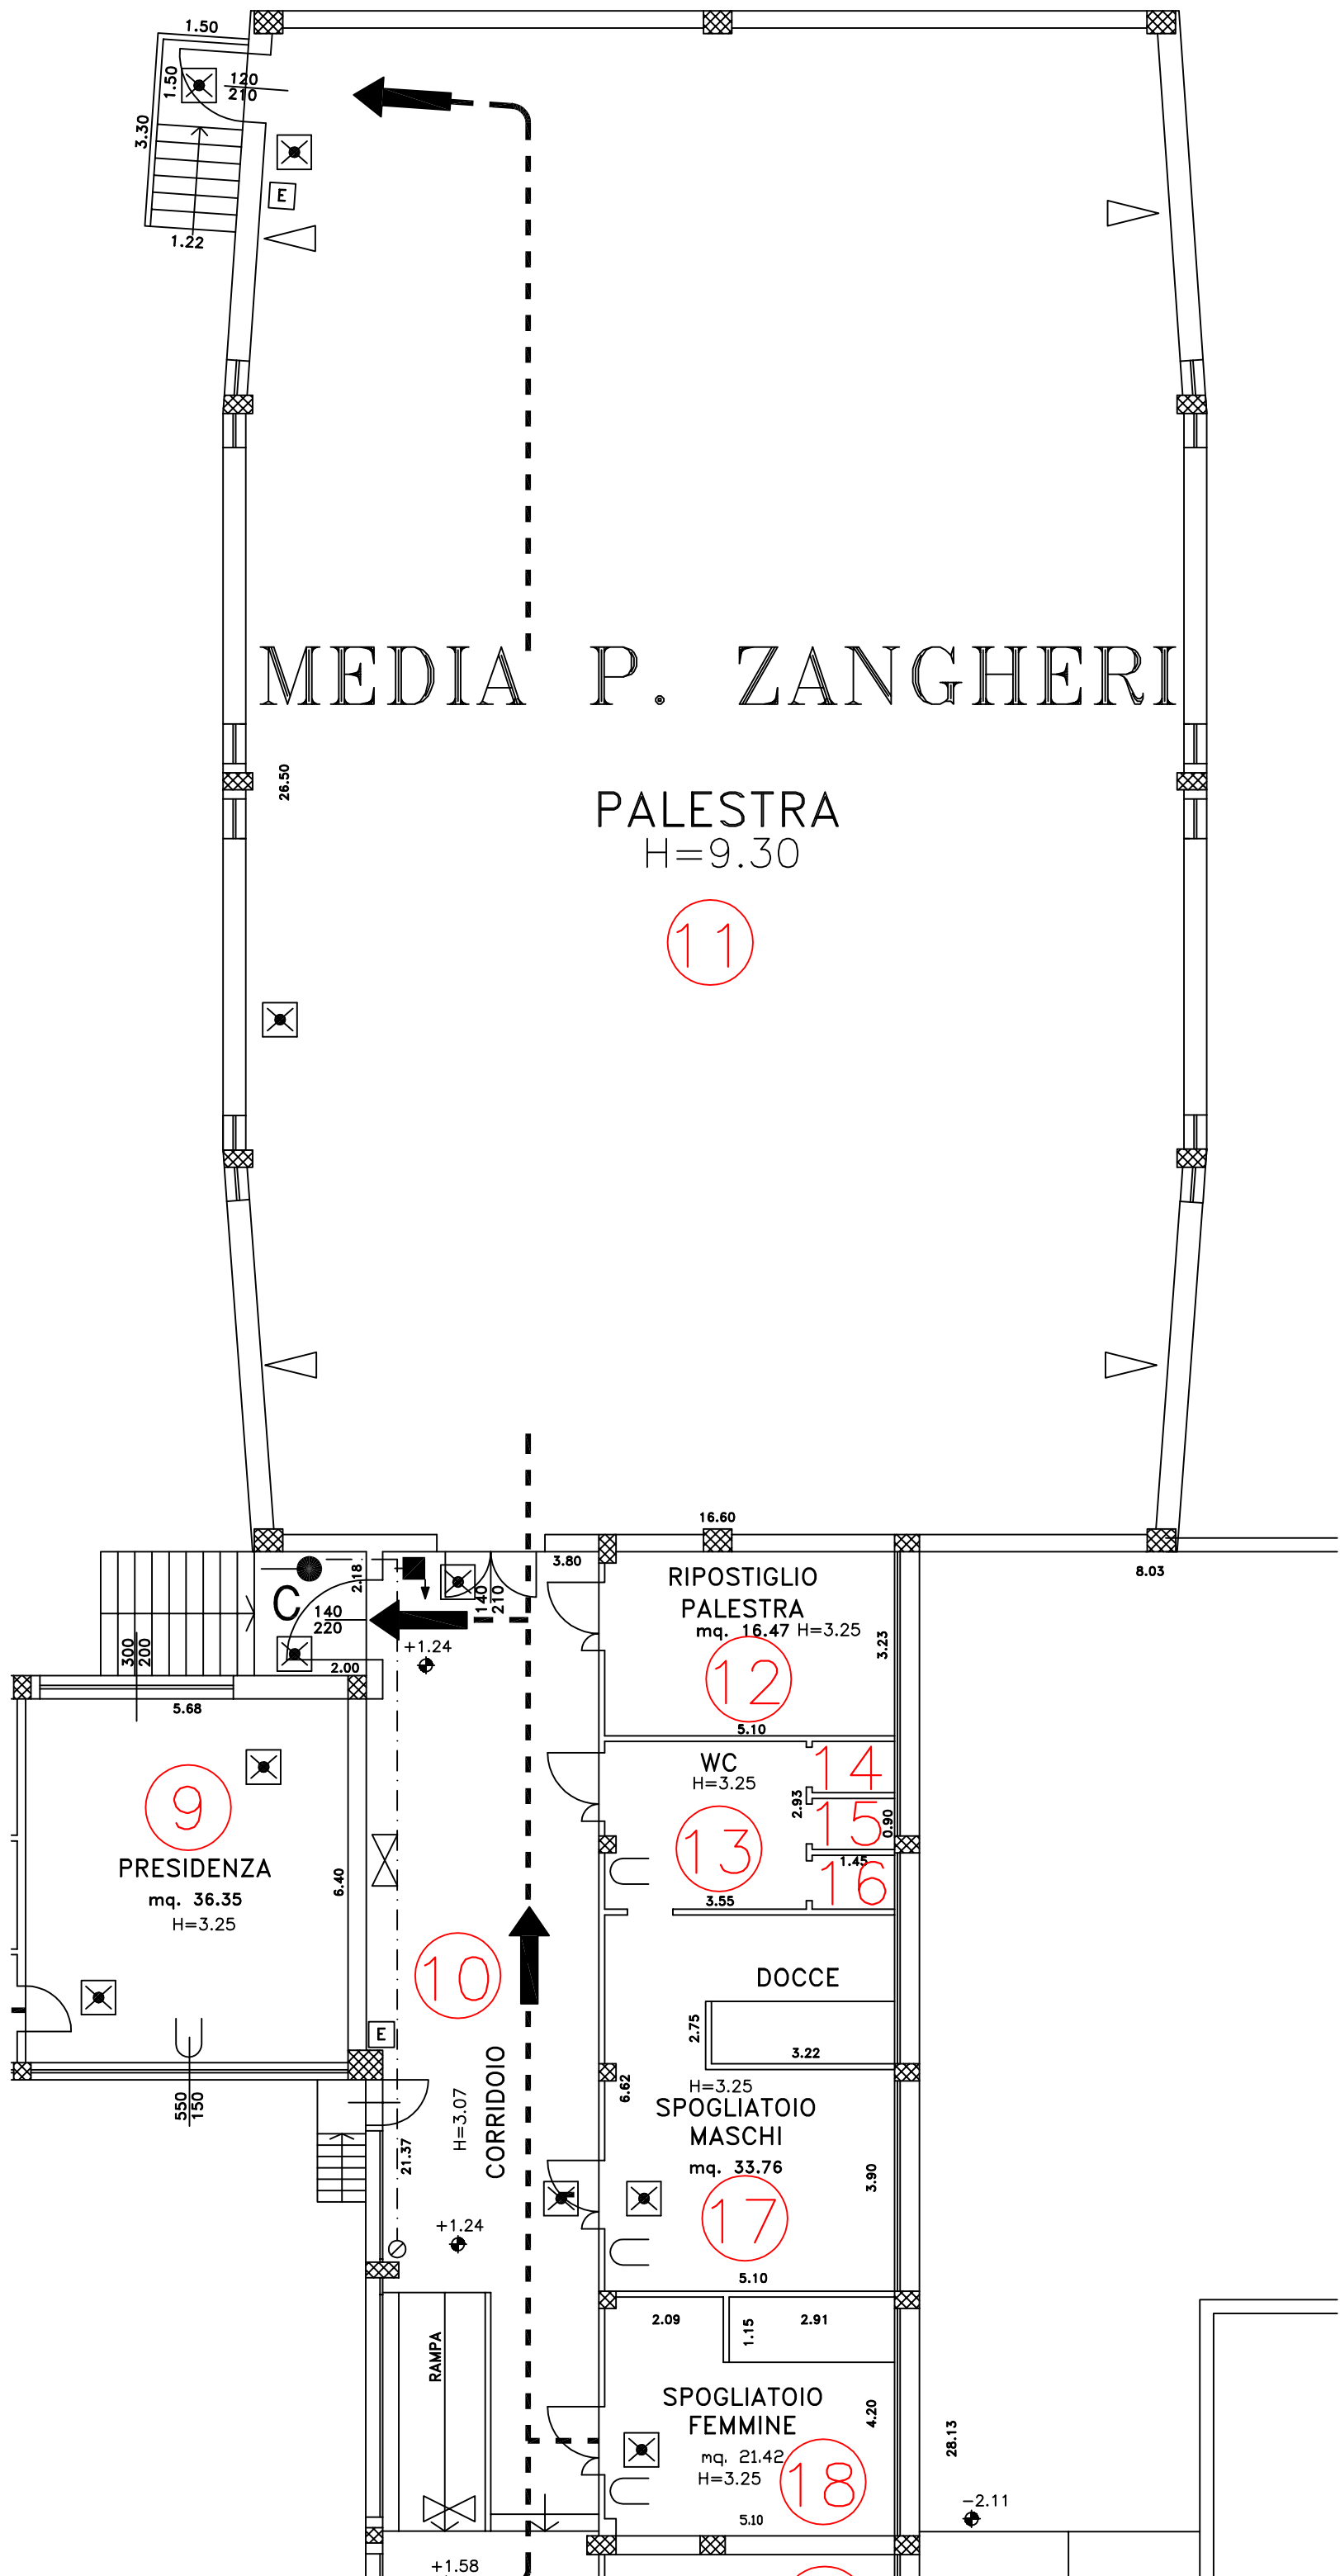 1.50
1.50
120
210
3.30
E
1.22
MEDIA P. ZANGHERI
26.50
PALESTRA
H=9.30
11
16.60
3.80
8.03
2.18
C
140
220
140
210
RIPOSTIGLIO
PALESTRA
mq. 16.47 H=3.25
3.23
12
5.10
+1.24
300
200
2.00
5.68
9
PRESIDENZA
mq. 36.35
H=3.25
6.40
WC
H=3.25
14
2.93
15
0.90
13
1.45
16
3.55
10
DOCCE
E
2.75
3.22
550
150
H=3.07
CORRIDOIO
21.37
6.62
H=3.25
SPOGLIATOIO
MASCHI
mq. 33.76
3.90
17
+1.24
5.10
2.09
1.15
2.91
RAMPA
SPOGLIATOIO
FEMMINE
4.20
mq. 21.42
H=3.25
18
28.13
5.10
-2.11
+1.58